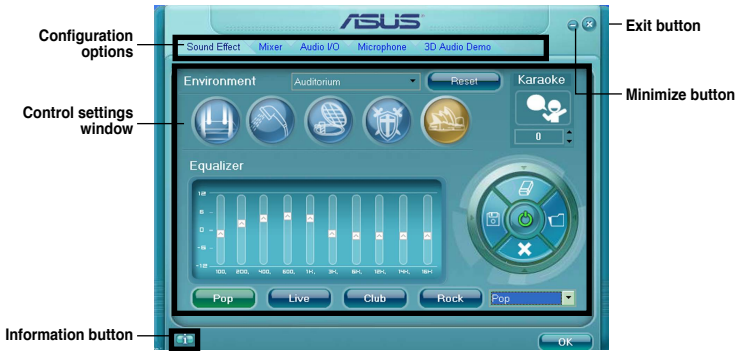 ASUS
Exit button
Configuration options
Sound Effect Mixer Audio I/O Microphone 3D Audio Demo
Environment Auditorium Reset Karaoke
Minimize button
Control settings window
0
Equalizer
12
6
0
-6
-12
100, 200, 400, 600, 1K, 3K, 6K, 12K, 14K, 16K
Pop Live Club Rock Pop
Information button
i
OK